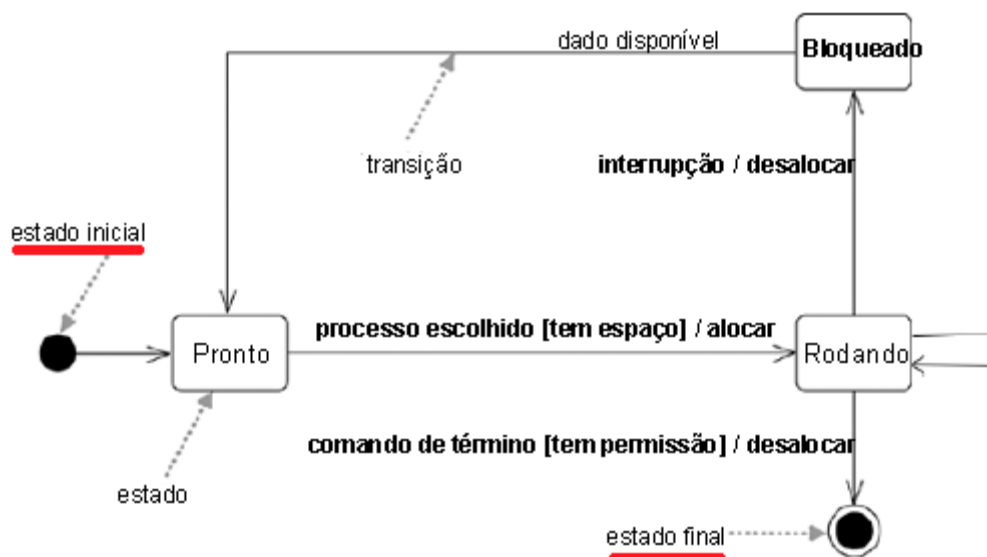 dado disponível
Bloqueado
transição
interrupção / desalocar
estado inicial
processo escolhido [tem espaço] / alocar
Pronto
Rodando
comando de término [tem permissão] / desalocar
estado
estado final